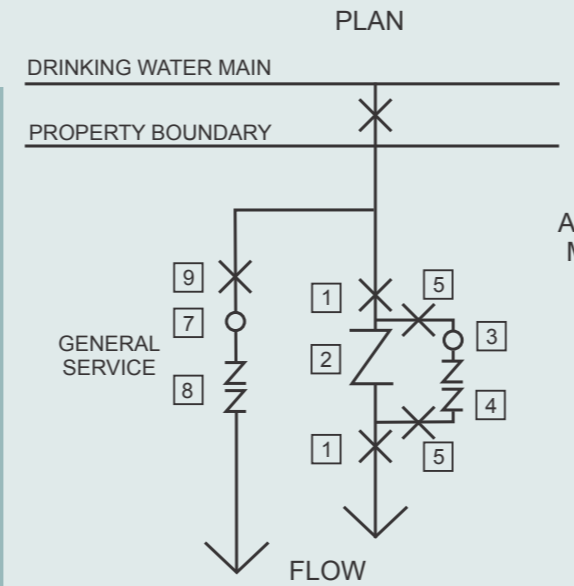 PLAN
DRINKING WATER MAIN
PROPERTY BOUNDARY
A
M
9
1
5
7
3
GENERAL
SERVICE
2
8
4
1
5
FLOW